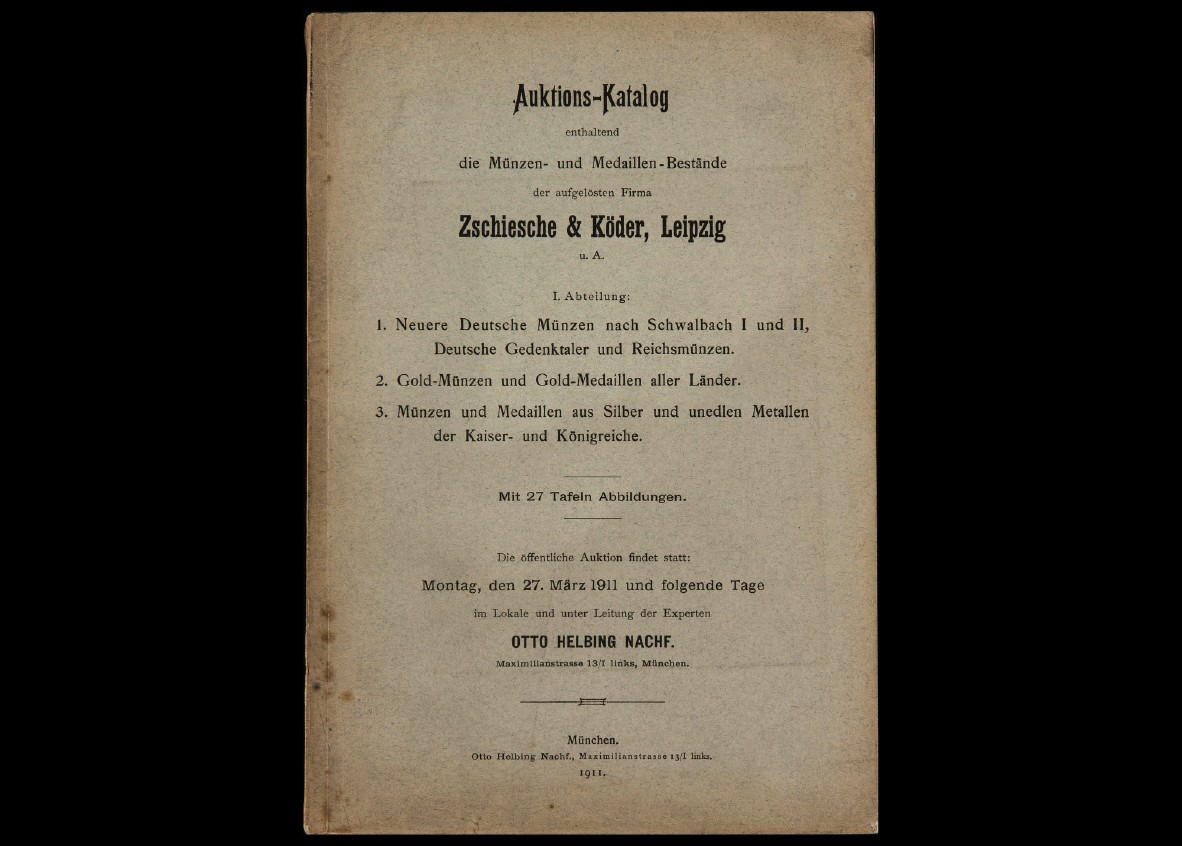 Auktions-Katalog
enthaltend
die Münzen- und Medaillen-Bestände
der aufgelösten Firma
Zschiesche & Köder, Leipzig
u. A.
I. Abteilung:
1. Neuere Deutsche Münzen nach Schwalbach I und II,
Deutsche Gedenktaler und Reichsmünzen.
2. Gold-Münzen und Gold-Medaillen aller Länder.
3. Münzen und Medaillen aus Silber und unedlen Metallen
der Kaiser- und Königreiche.
Mit 27 Tafeln Abbildungen.
Die öffentliche Auktion findet statt:
Montag, den 27. März 1911 und folgende Tage
im Lokale und unter Leitung der Experten
OTTO HELBING NACHF.
Maximilianstrasse 13/I links, München.
München.
Otto Helbing Nachf., Maximilianstrasse 13/I links.
1911.